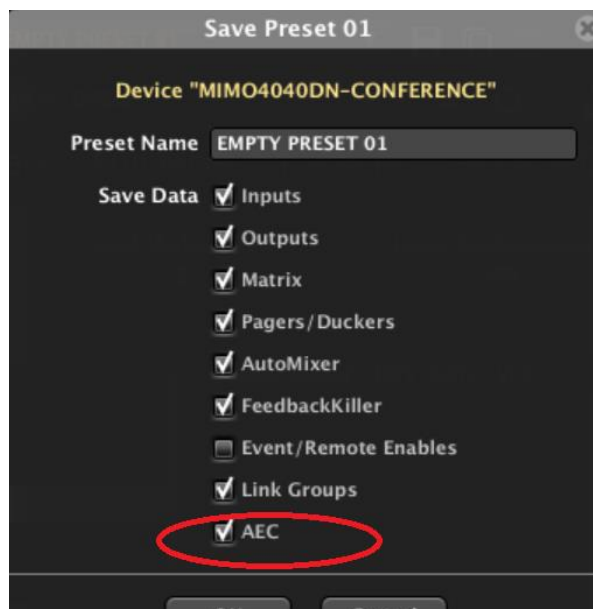 Save Preset 01
Device "MIMO4040DN-CONFERENCE"
Preset Name EMPTY PRESET 01
Save Data Inputs
Outputs
Matrix
Pagers/Duckers
AutoMixer
FeedbackKiller
Event/Remote Enables
Link Groups
AEC